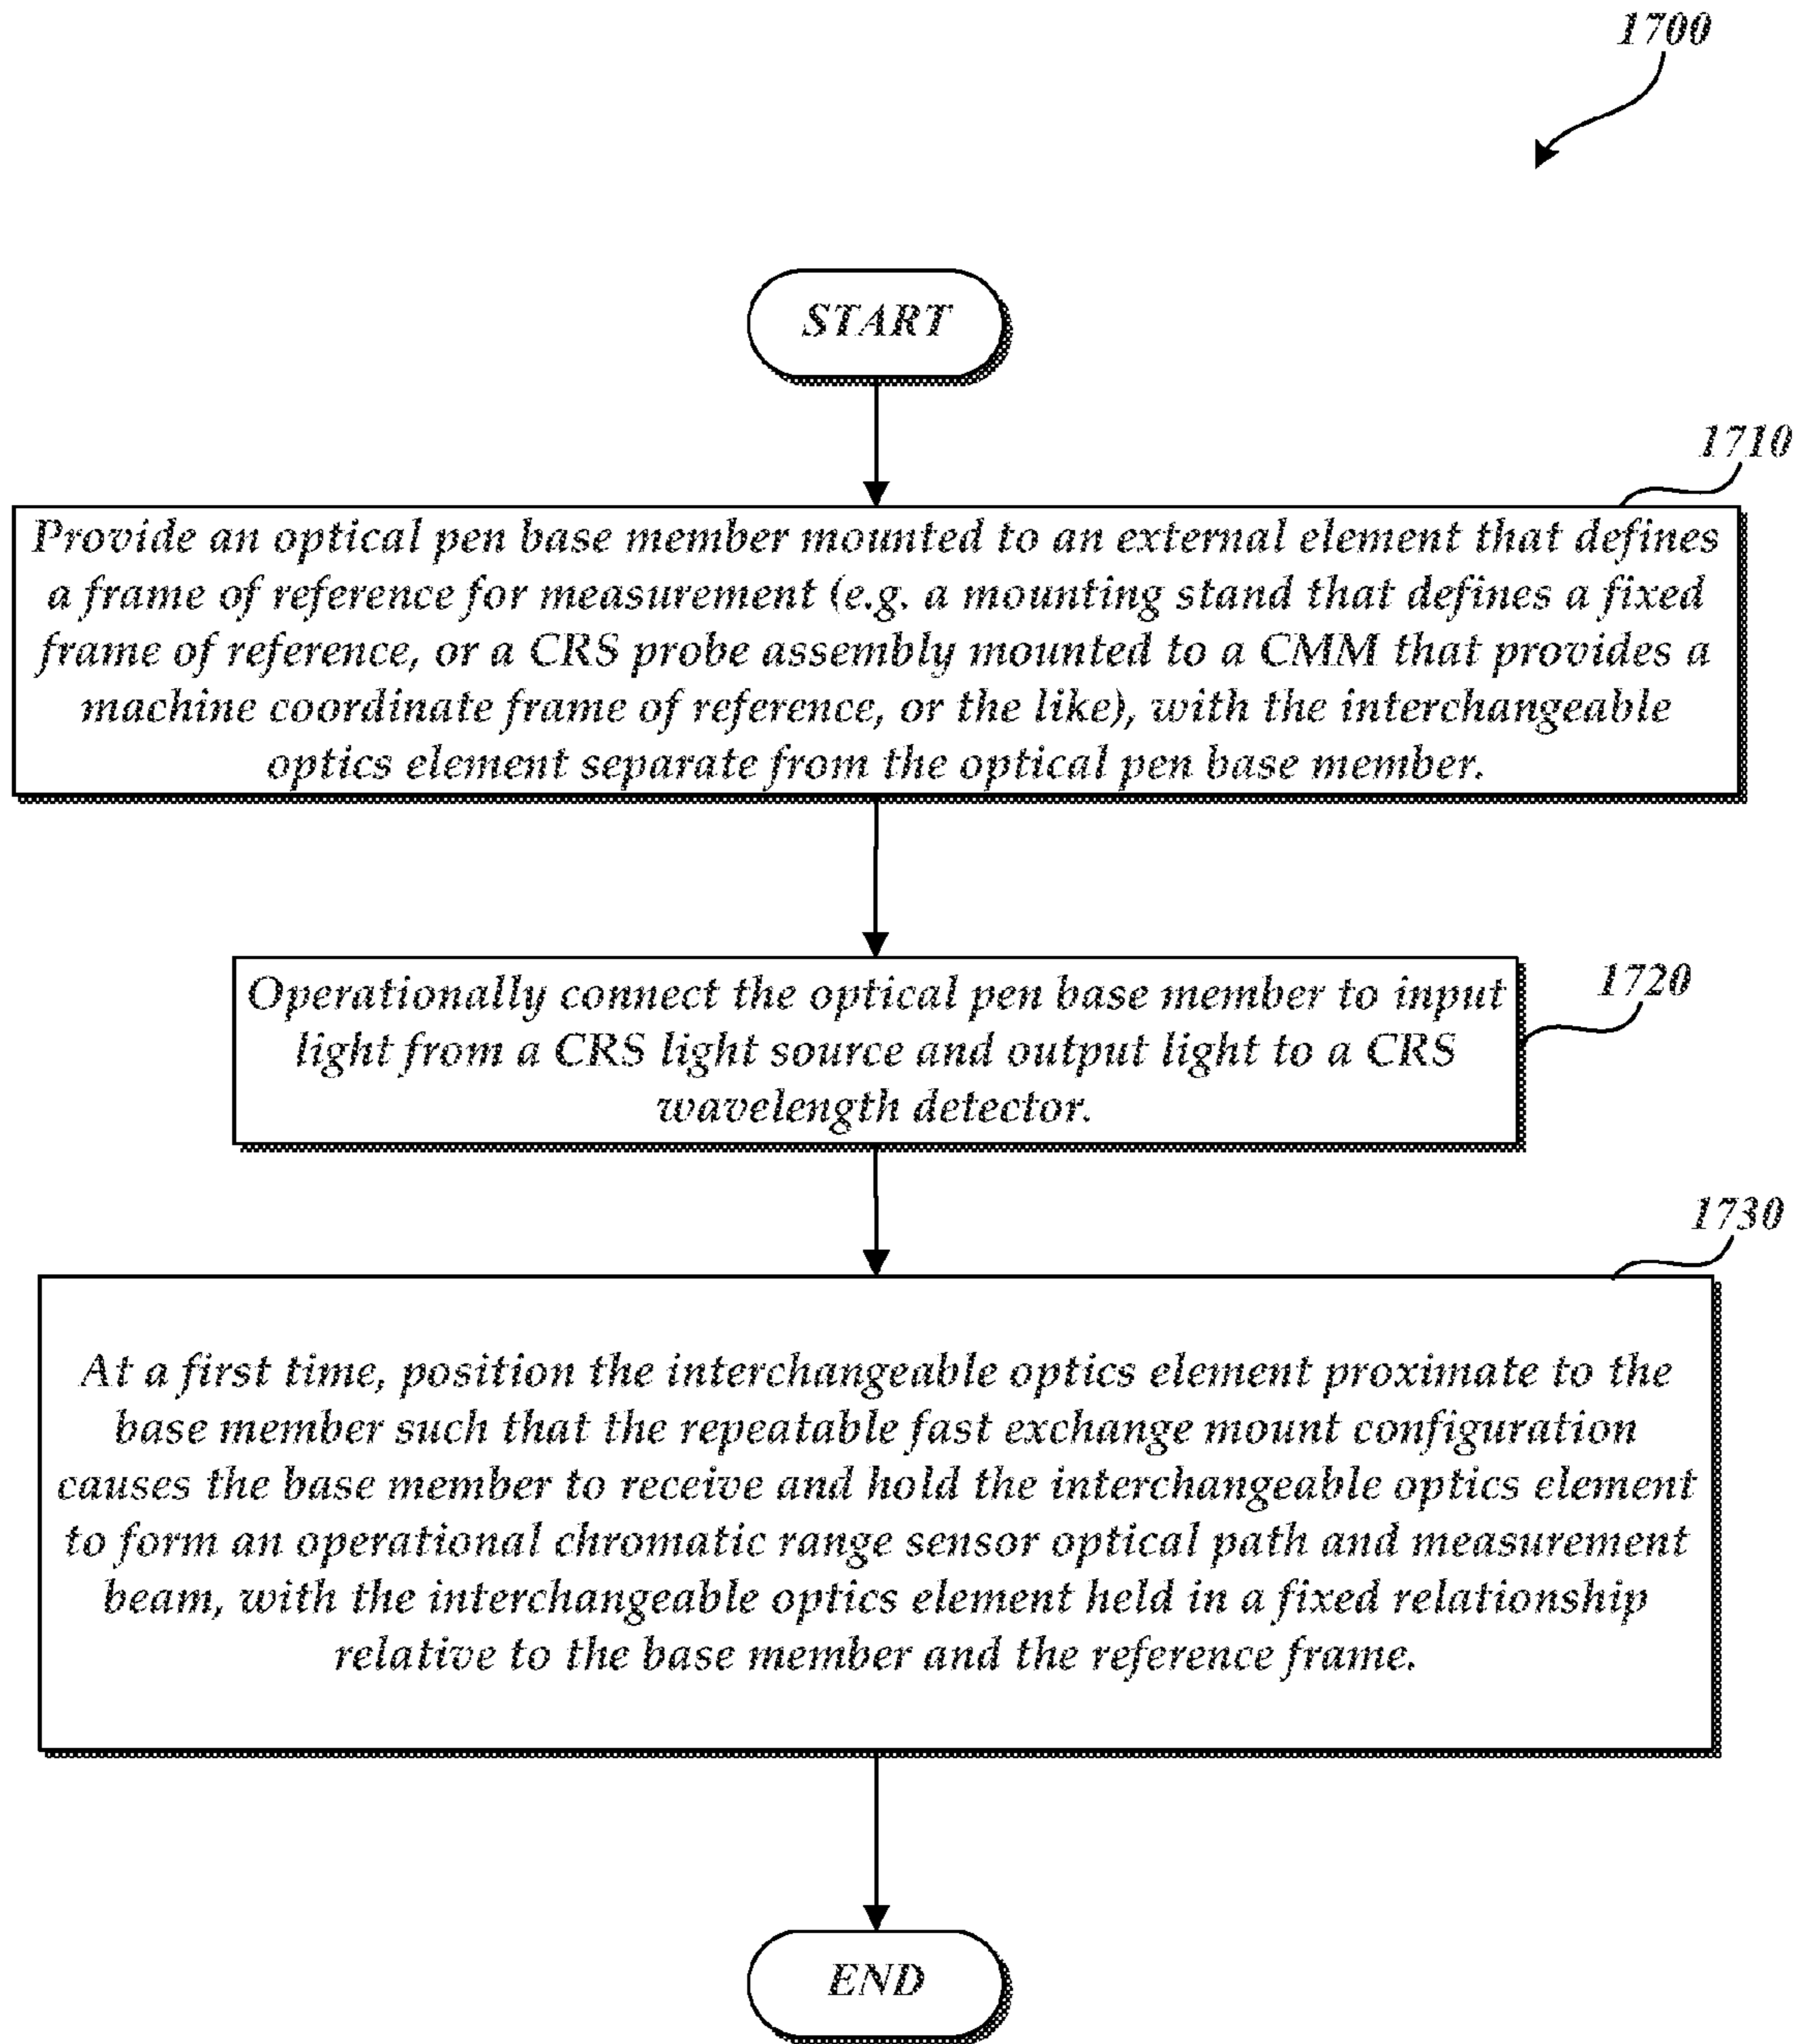 1700
START
1710
Provide an optical pen base member mounted to an external element that defines
a frame of reference for measurement (e.g. a mounting stand that defines a fixed
frame of reference, or a CRS probe assembly mounted to a CMM that provides a
machine coordinate frame of reference, or the like), with the interchangeable
optics element separate from the optical pen base member.
1720
Operationally connect the optical pen base member to input
light from a CRS light source and output light to a CRS
wavelength detector.
1730
At a first time, position the interchangeable optics element proximate to the
base member such that the repeatable fast exchange mount configuration
causes the base member to receive and hold the interchangeable optics element
to form an operational chromatic range sensor optical path and measurement
beam, with the interchangeable optics element held in a fixed relationship
relative to the base member and the reference frame.
END